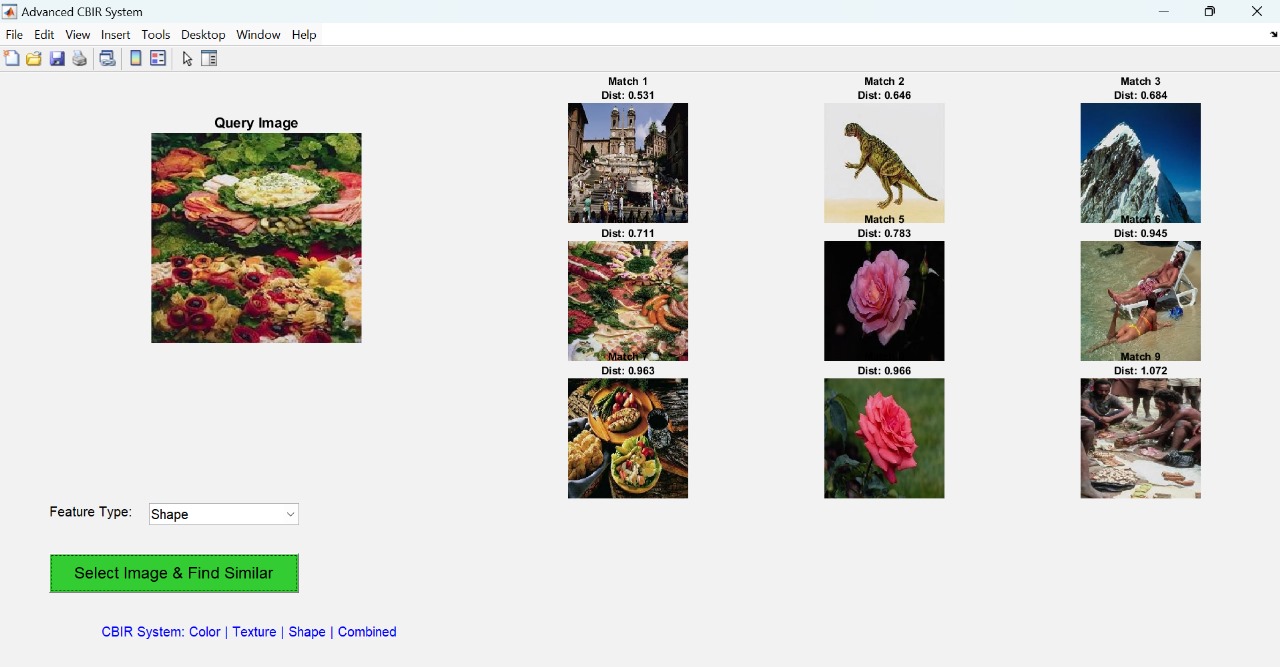 Advanced CBIR System
File Edit View Insert Tools Desktop Window Help
Query Image
Match 1
Dist: 0.531
Match 2
Dist: 0.646
Match 3
Dist: 0.684
Dist: 0.711
Match 5
Dist: 0.783
Match 6
Dist: 0.945
Match 7
Dist: 0.963
Dist: 0.966
Match 9
Dist: 1.072
Feature Type: Shape
Select Image & Find Similar
CBIR System: Color | Texture | Shape | Combined